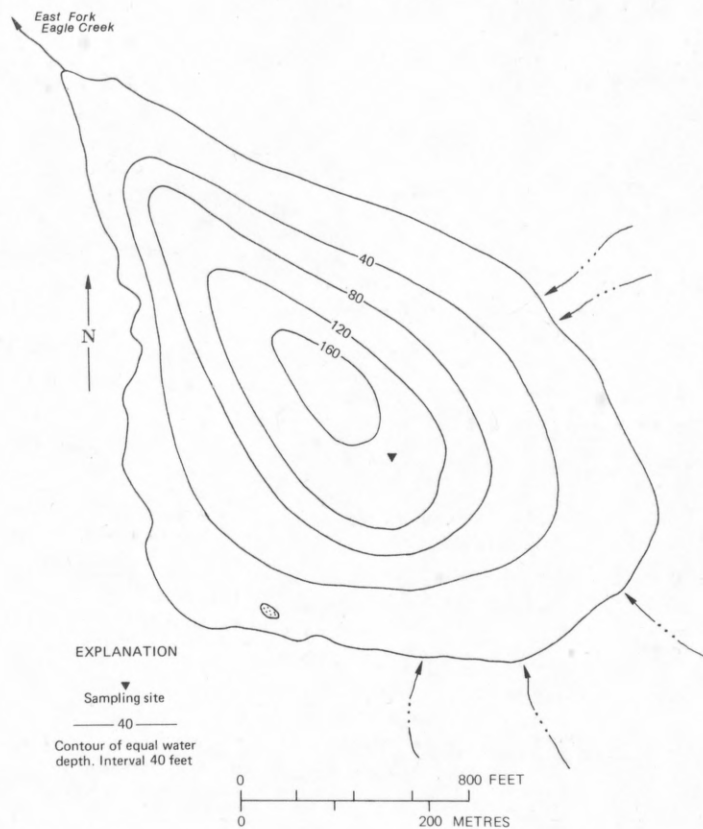 East Fork
Eagle Creek
40
80
120
160
N
EXPLANATION
Sampling site
40
Contour of equal water
depth. Interval 40 feet
0 800 FEET
0 200 METRES